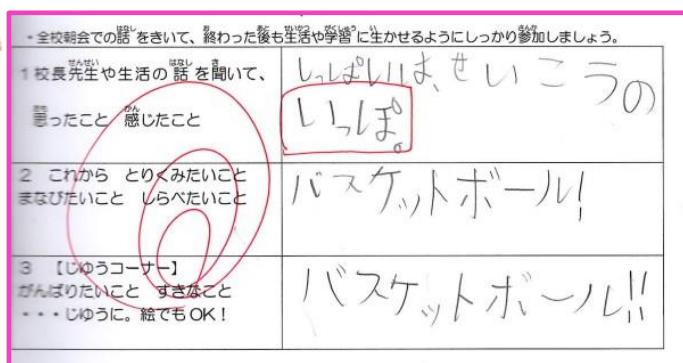 ・全校朝会での話をきいて、終わった後も生活や学習に生かせるようにしっかり参加しましょう。
1 校長先生や生活の話を聞いて、
思ったこと 感じたこと
しっぱいは、せいこうの
いっぽ。
2 これから とりくみたいこと
まなびたいこと しらべたいこと
バスケットボール!
3 【じゆうコーナー】
がんばりたいこと すきなこと
・・・じゆうに。絵でもOK!
バスケットボール!!